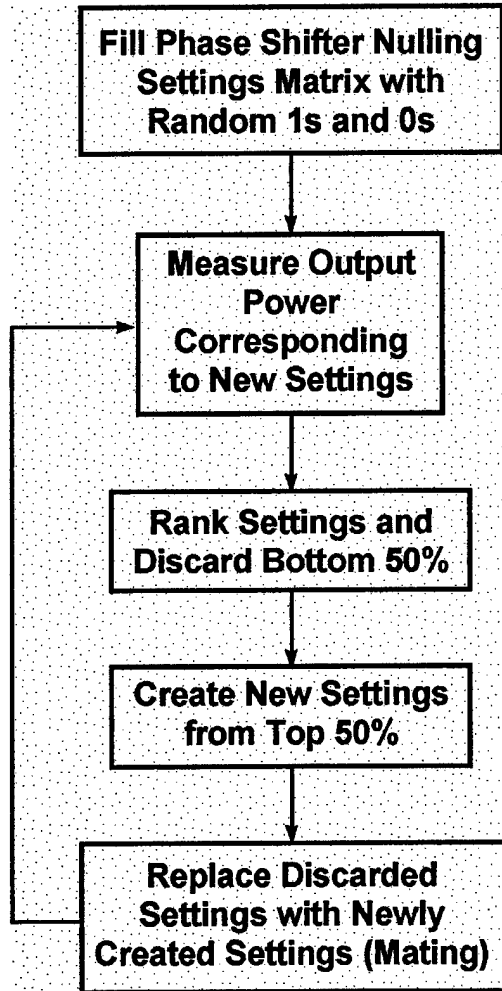 Fill Phase Shifter Nulling
Settings Matrix with
Random 1s and 0s
Measure Output
Power
Corresponding
to New Settings
Rank Settings and
Discard Bottom 50%
Create New Settings
from Top 50%
Replace Discarded
Settings with Newly
Created Settings (Mating)